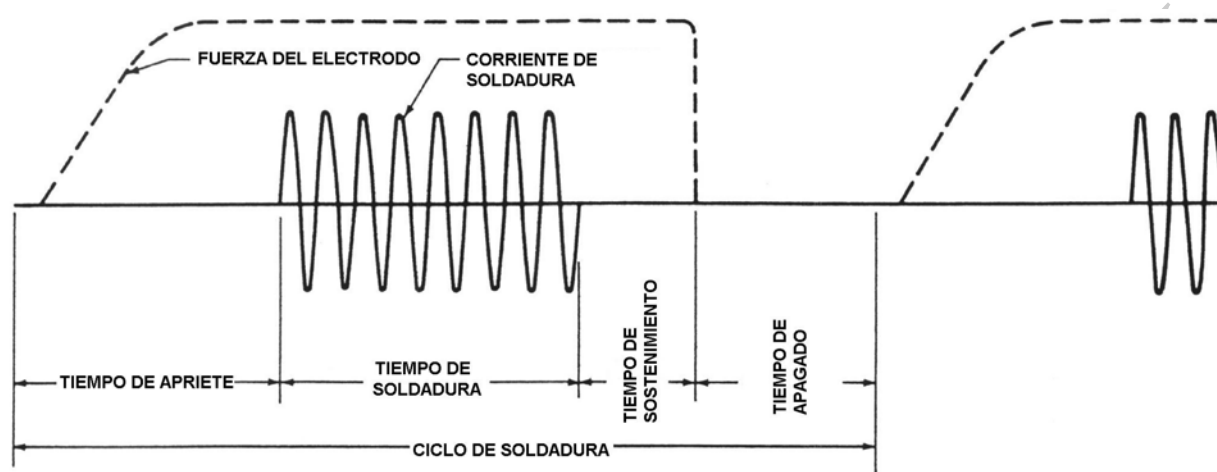 FUERZA DEL ELECTRODO
CORRIENTE DE
SOLDADURA
TIEMPO DE APRIETE
TIEMPO DE
SOLDADURA
TIEMPO DE
SOSTENIMIENTO
TIEMPO DE
APAGADO
CICLO DE SOLDADURA